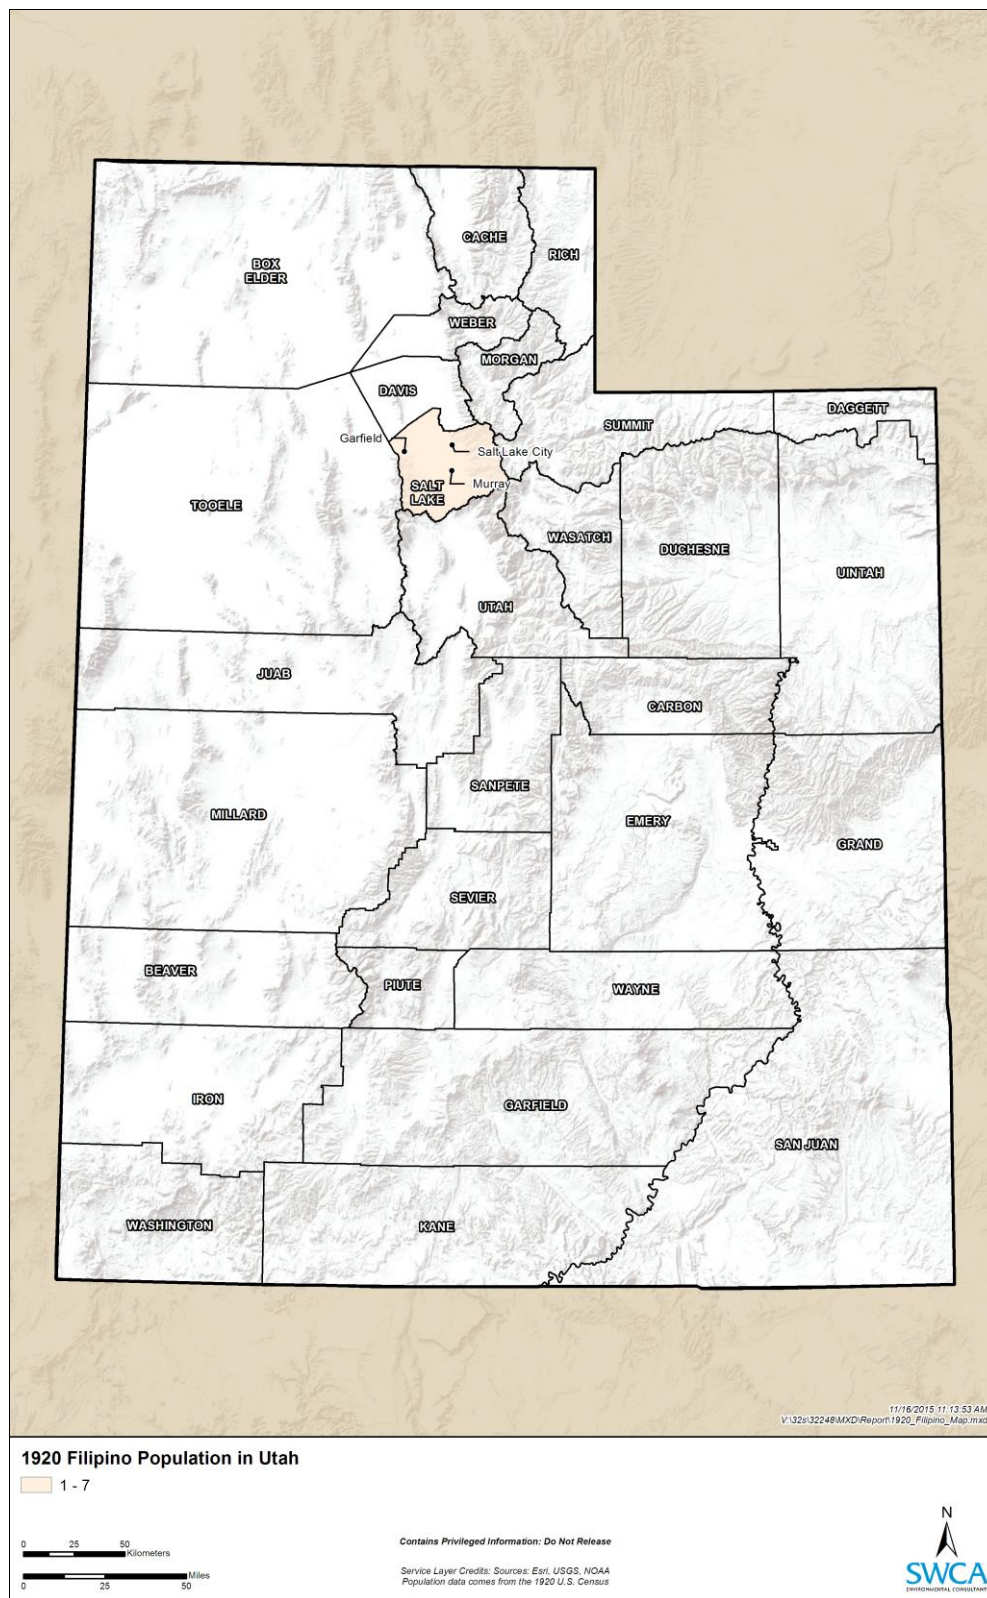 CACHE
RICH
BOX
ELDER
WEBER
MORGAN
DAVIS
DAGGETT
SUMMIT
Garfield
Salt Lake City
Murray
SALT
LAKE
TOOELE
WASATCH
DUCHESNE
UINTAH
UTAH
JUAB
CARBON
SANPETE
MILLARD
EMERY
GRAND
SEVIER
BEAVER
PIUTE
WAYNE
IRON
GARFIELD
SAN JUAN
WASHINGTON
KANE
11/16/2015 11:13:53 AM
V:\32s\32248\MXD\Report\1920_Filipino_Map.mxd
1920 Filipino Population in Utah
1 - 7
0 25 50
Kilometers
Miles
0 25 50
Contains Privileged Information: Do Not Release
Service Layer Credits: Sources: Esri, USGS, NOAA
Population data comes from the 1920 U.S. Census
N
SWCA
ENVIRONMENTAL CONSULTANTS